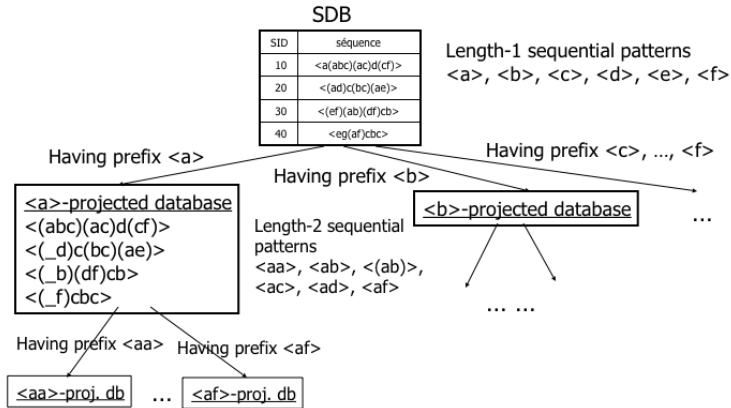 SDB
SID séquence
10 <a(abc)(ac)d(cf)>
20 <(ad)c(bc)(ae)>
30 <(ef)(ab)(df)cb>
40 <eg(af)cbc>
Length-1 sequential patterns
<a>, <b>, <c>, <d>, <e>, <f>
Having prefix <a>
Having prefix <b>
Having prefix <c>, ..., <f>
<a>-projected database
<(abc)(ac)d(cf)>
<(_d)c(bc)(ae)>
<(_b)(df)cb>
<(_f)cbc>
Length-2 sequential
patterns
<aa>, <ab>, <(ab)>,
<ac>, <ad>, <af>
<b>-projected database
...
... ...
Having prefix <aa>
Having prefix <af>
<aa>-proj. db
...
<af>-proj. db